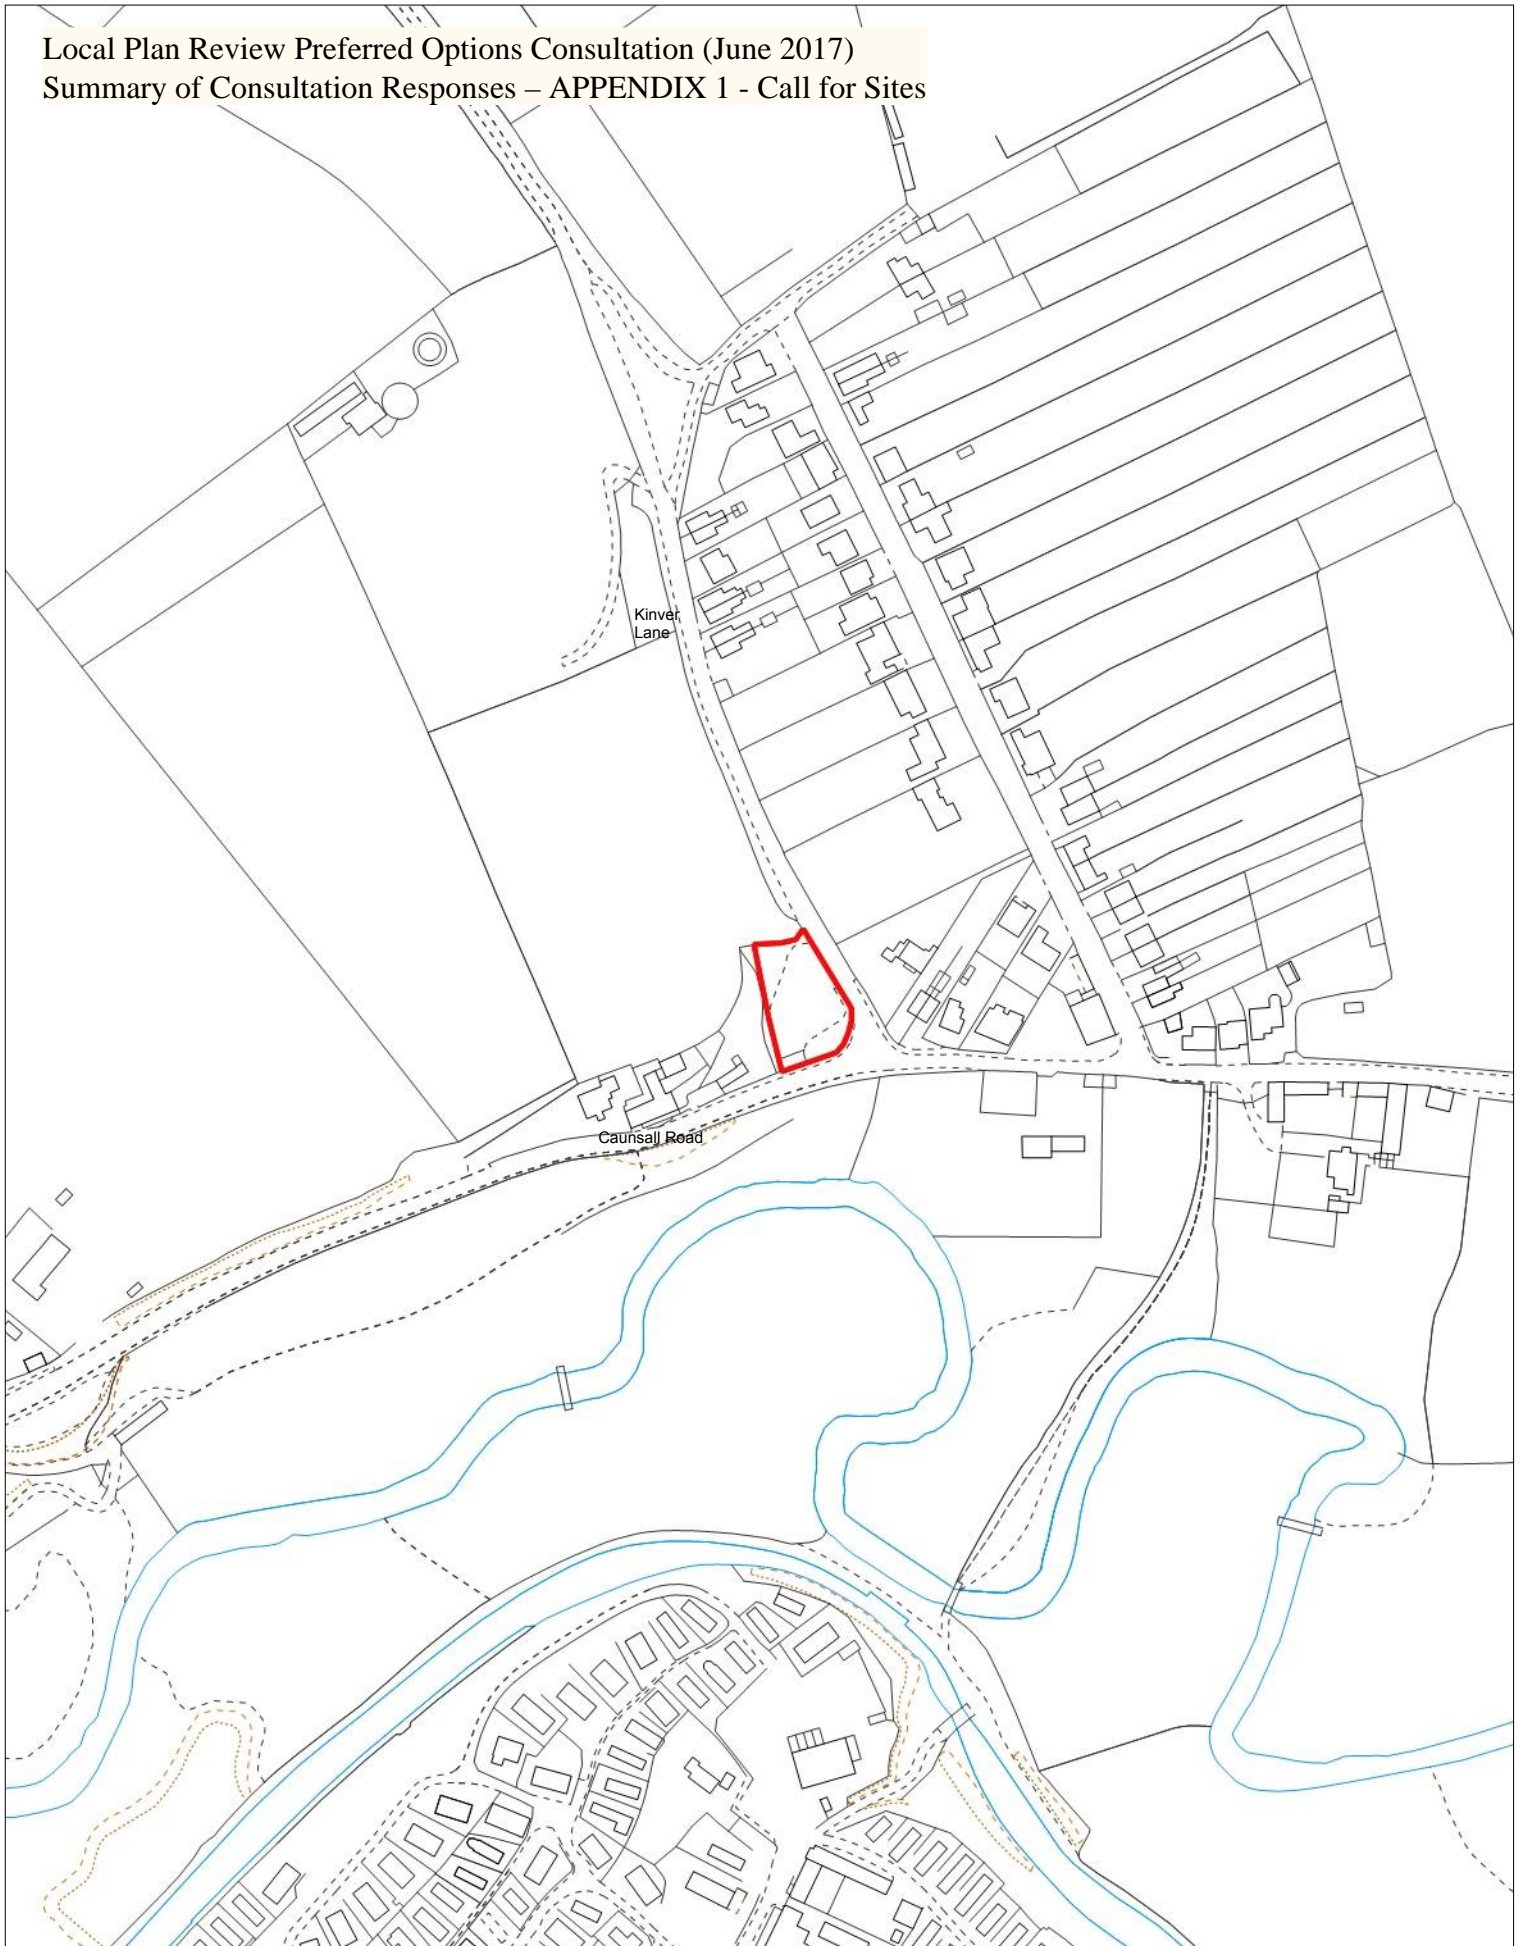 Local Plan Review Preferred Options Consultation (June 2017)
Summary of Consultation Responses – APPENDIX 1 - Call for Sites
Kinver
Lane
Caunsall Road